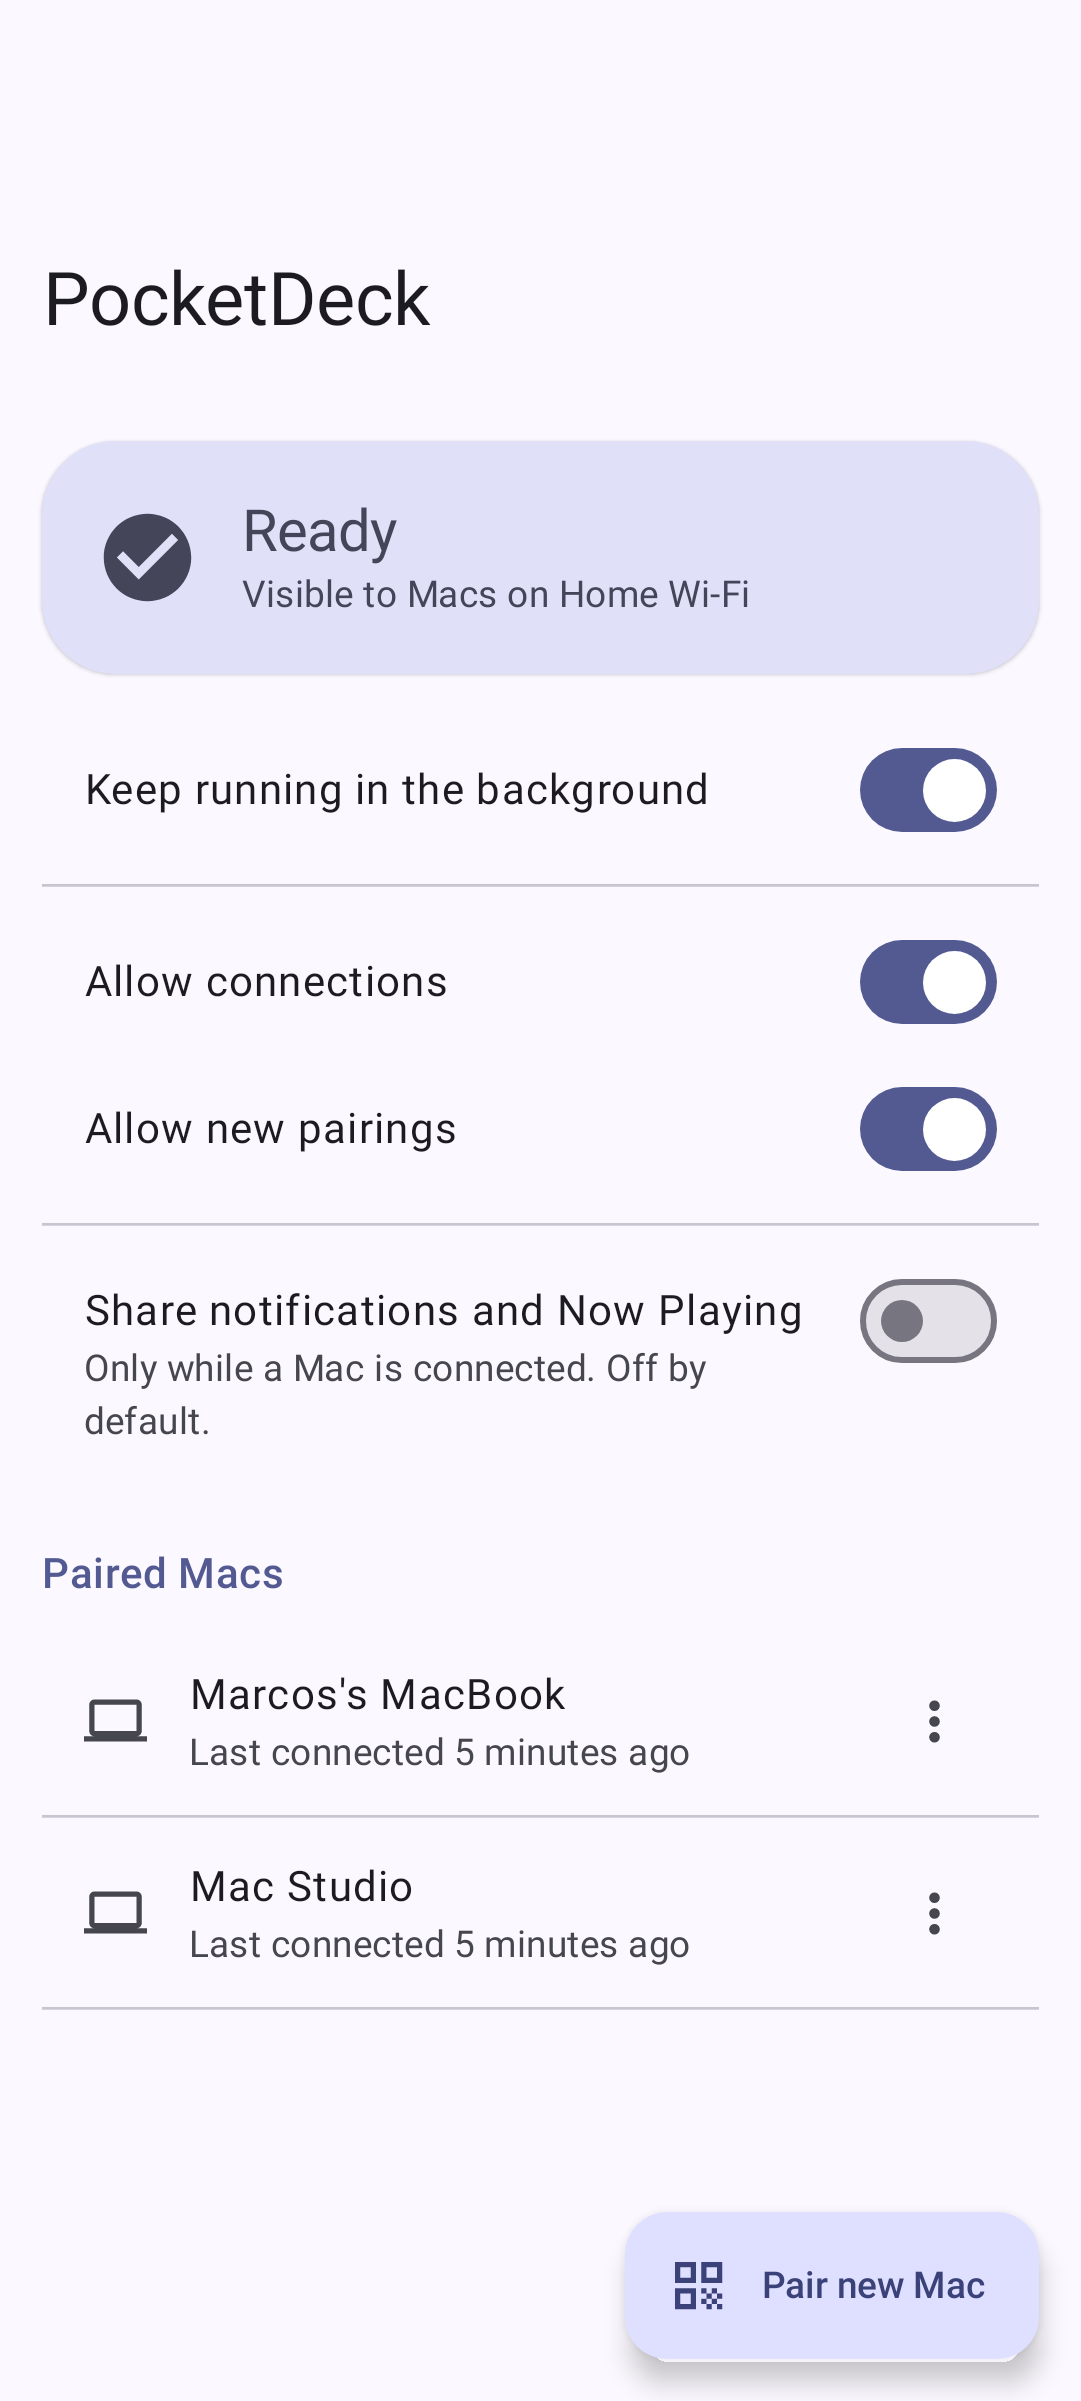 PocketDeck
Ready
Visible to Macs on Home Wi-Fi
Keep running in the background
Allow connections
Allow new pairings
Share notifications and Now Playing
Only while a Mac is connected. Off by
default.
Paired Macs
Marcos's MacBook
Last connected 5 minutes ago
Mac Studio
Last connected 5 minutes ago
Pair new Mac